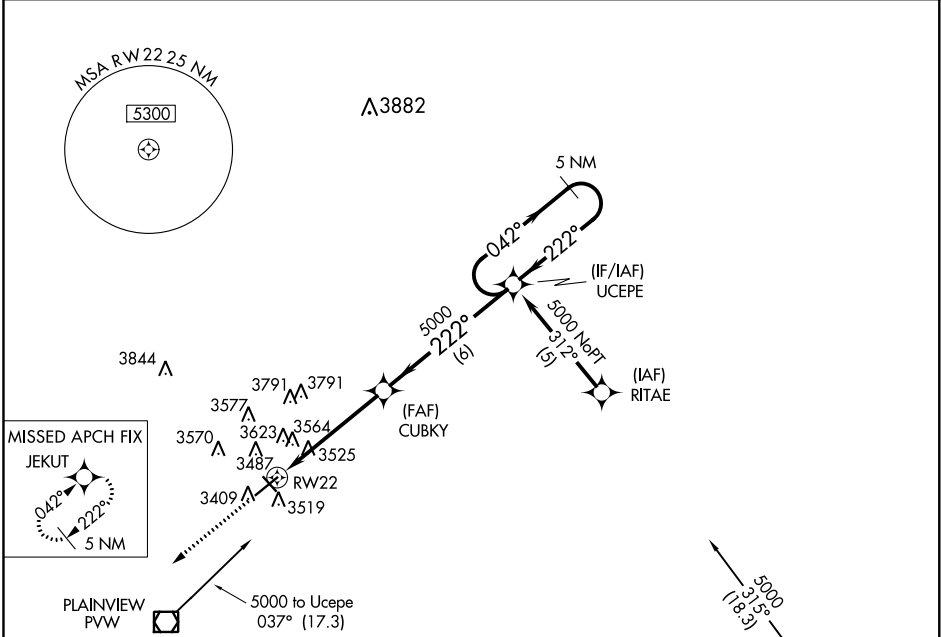 MSA RW22 25 NM
5300
3882
5 NM
042°
222°
(IF/IAF)
UCEPE
5000
222°
(6)
5000 NoPT
312°
(5)
(IAF)
RITAE
(FAF)
CUBKY
3844
3791
3791
3577
3570
3623
3564
3525
3487
RW22
3409
3519
MISSED APCH FIX
JEKUT
042°
222°
5 NM
PLAINVIEW
PVW
5000 to Ucepe
037° (17.3)
5000
315°
(18.3)